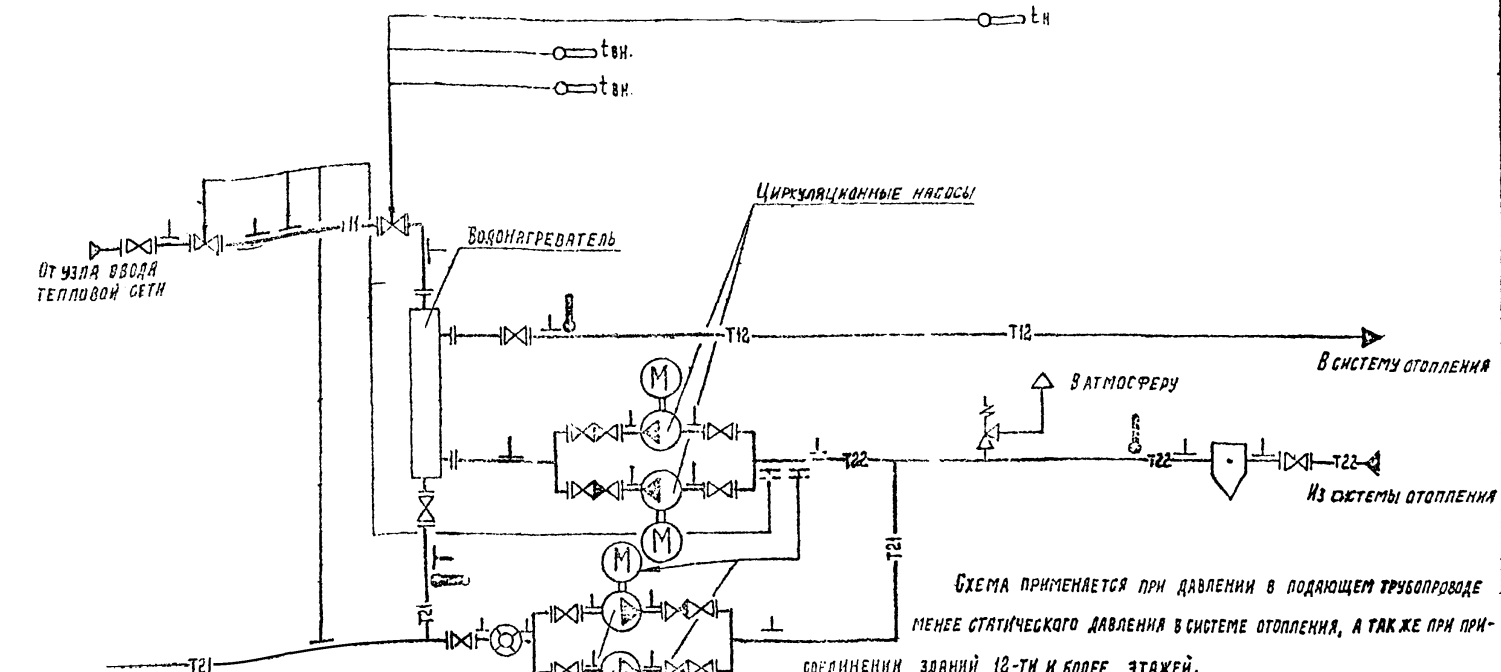 tн
tвн.
tвн.
Циркуляционные насосы
Водонагреватель
От узла ввода
тепловой сети
Т12
Т12
В систему отопления
М
В атмосферу
Т22
Т22
Т22
Из системы отопления
М
М
Т21
Т21
Схема применяется при давлении в подающем трубопроводе
менее статического давления в системе отопления, а также при при-
соединении зданий 12-ти и более этажей.
Т21